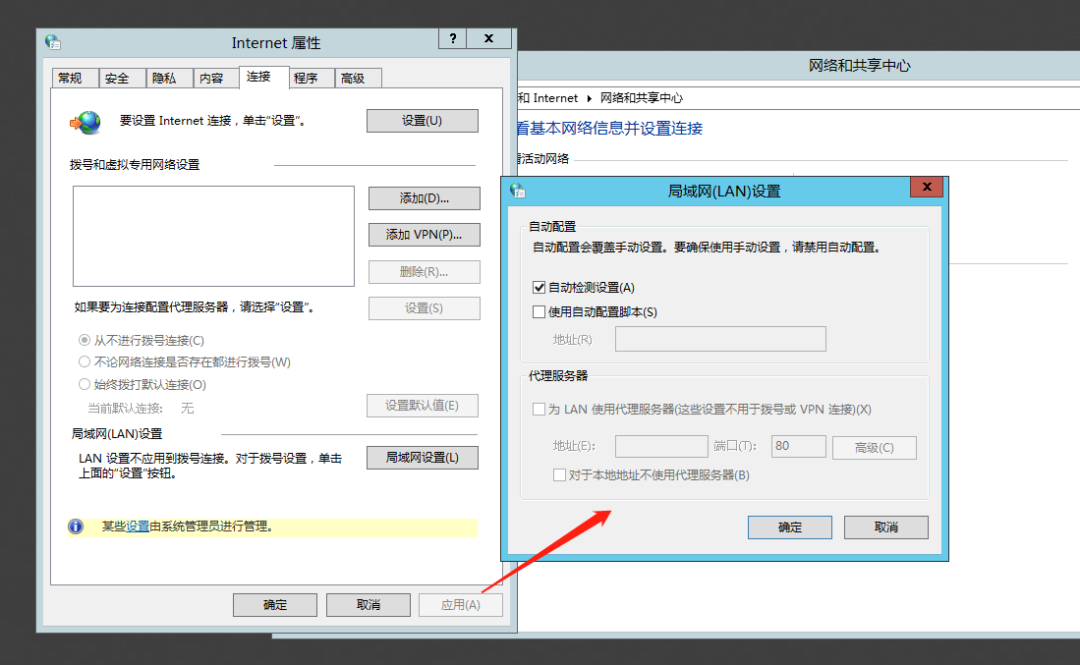 Internet 属性
?
x
常规
安全
隐私
内容
连接
程序
高级
要设置 Internet 连接，单击“设置”。
设置(U)
拨号和虚拟专用网络设置
添加(D)...
添加 VPN(P)...
删除(R)...
如果要为连接配置代理服务器，请选择“设置”。
设置(S)
从不进行拨号连接(C)
不论网络连接是否存在都进行拨号(W)
始终拨打默认连接(O)
当前默认连接: 无
设置默认值(E)
局域网(LAN)设置
LAN 设置不应用到拨号连接。对于拨号设置，单击
上面的“设置”按钮。
局域网设置(L)
某些设置由系统管理员进行管理。
确定
取消
应用(A)
网络和共享中心
和 Internet
网络和共享中心
看基本网络信息并设置连接
看活动网络
局域网(LAN)设置
x
自动配置
自动配置会覆盖手动设置。要确保使用手动设置，请禁用自动配置。
自动检测设置(A)
使用自动配置脚本(S)
地址(R)
代理服务器
为 LAN 使用代理服务器(这些设置不用于拨号或 VPN 连接)(X)
地址(E):
端口(T):
80
高级(C)
对于本地地址不使用代理服务器(B)
确定
取消